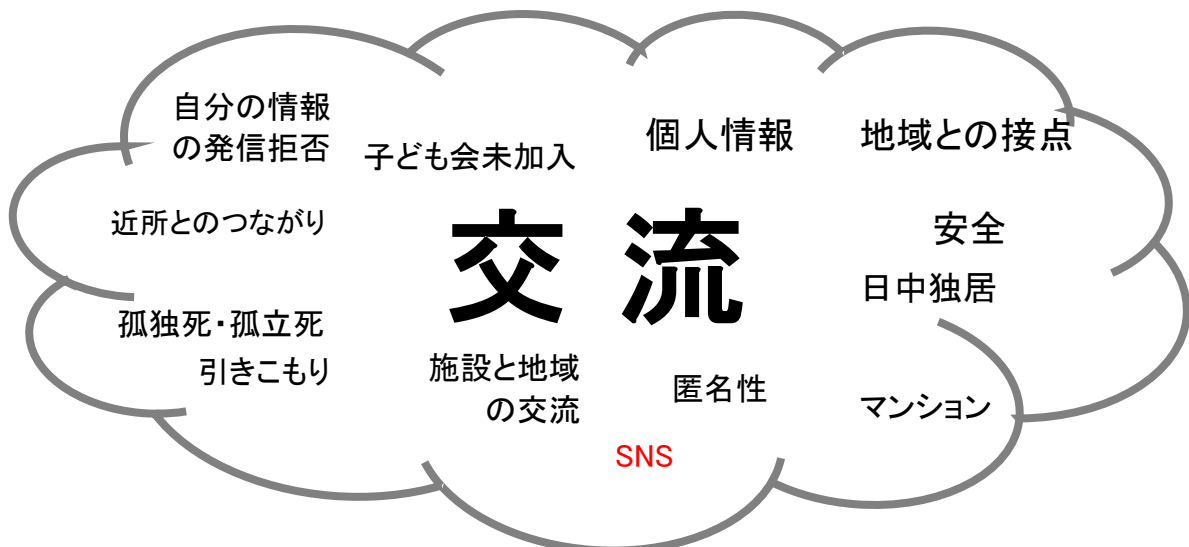 自分の情報
の発信拒否
子ども会未加入
個人情報
地域との接点
近所とのつながり
交流
安全
日中独居
孤独死・孤立死
引きこもり
施設と地域
の交流
匿名性
マンション
SNS